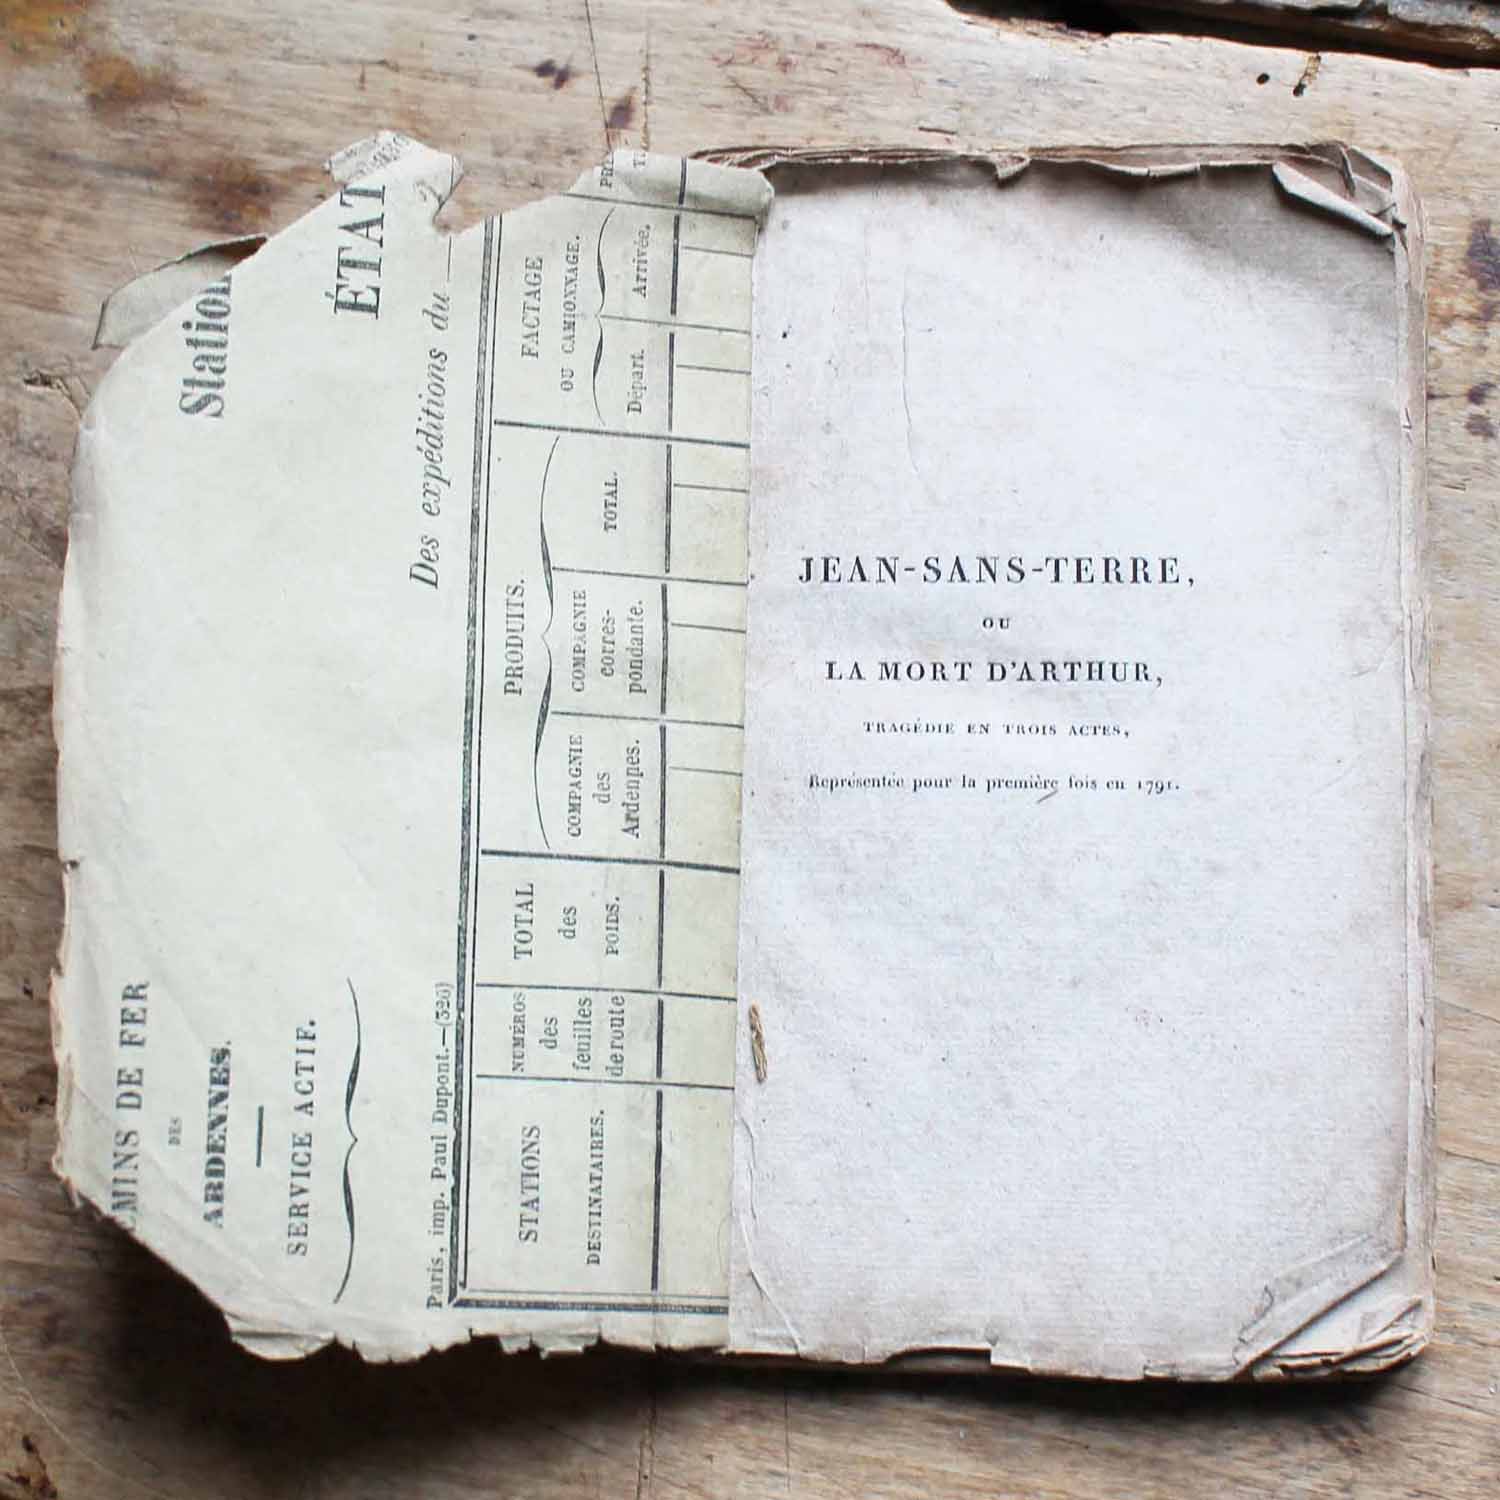 MINS DE FER
DES
ARDENNES.
SERVICE ACTIF.
Station
ÉTAT
Des expéditions du
Paris, imp. Paul Dupont.—(326)
STATIONS
DESTINATAIRES.
NUMÉROS
des
feuilles
de route
TOTAL
des
POIDS.
PRODUITS.
COMPAGNIE
des
Ardennes.
COMPAGNIE
corres-
pondante.
TOTAL.
FACTAGE
OU CAMIONNAGE.
Départ.
Arrivée.
JEAN-SANS-TERRE,
OU
LA MORT D'ARTHUR,
TRAGÉDIE EN TROIS ACTES,
Représentée pour la première fois en 1791.